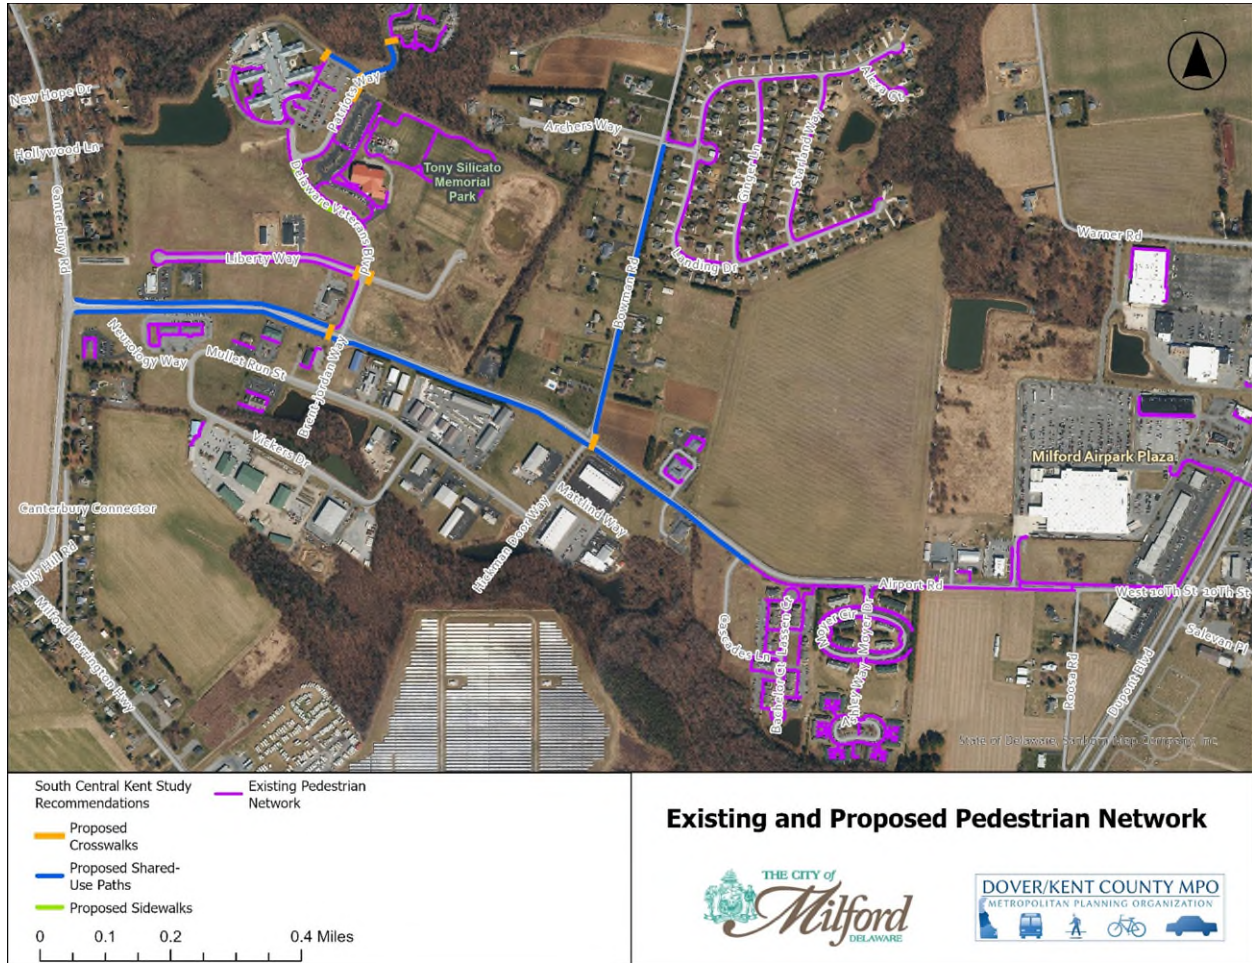 New Hope Dr
Hollywood Ln
Canterbury Rd
Patriots Way
Delaware Veterans Blvd
Tony Silicato
Memorial
Park
Archers Way
Alexa Ct
Ginger Ln
Landing Dr
Bowman Rd
Warner Rd
Liberty Way
Neurology Way
Mullet Run St
Brent-Jordan Way
Vickers Dr
Canterbury Connector
Holly Hill Rd
Milford Harrington Hwy
Hickman Door Way
Mattlind Way
Milford Airpark Plaza
Airport Rd
West 10Th St
10Th St
Salevan Pl
Dupont Blvd
Roosa Rd
Cascades Ln
Bachelor Ct
Lassen Ct
Moyer Cir
Moyer Dr
Ashley Way
State of Delaware, Sanborn Map Company, Inc.
South Central Kent Study
Recommendations
Proposed
Crosswalks
Proposed Shared-
Use Paths
Proposed Sidewalks
Existing Pedestrian
Network
0 0.1 0.2 0.4 Miles
Existing and Proposed Pedestrian Network
THE CITY of
Milford
DELAWARE
DOVER/KENT COUNTY MPO
METROPOLITAN PLANNING ORGANIZATION